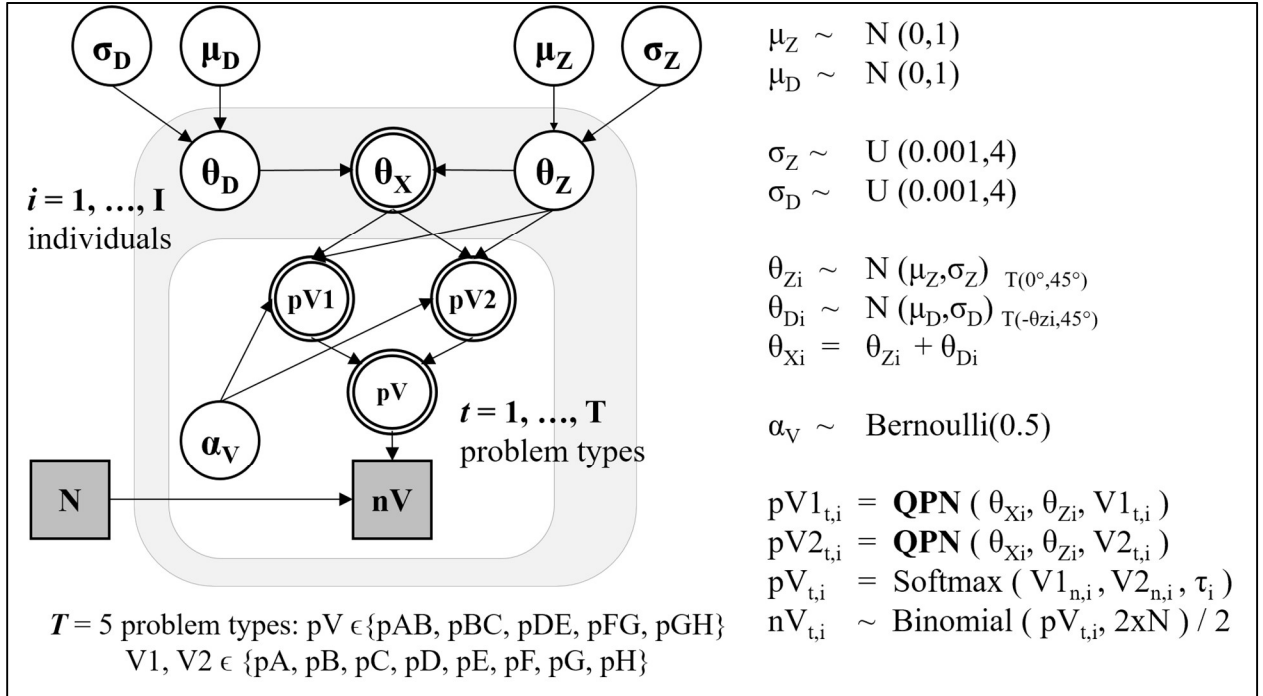 σD μD μZ σZ
θD θX θZ
i = 1, ..., I
individuals
pV1 pV2
pV
t = 1, ..., T
problem types
αV
N nV
T = 5 problem types: pV ϵ{pAB, pBC, pDE, pFG, pGH}
V1, V2 ϵ {pA, pB, pC, pD, pE, pF, pG, pH}
μZ ~ N (0,1)
μD ~ N (0,1)
σZ ~ U (0.001,4)
σD ~ U (0.001,4)
θZi ~ N (μZ,σZ) T(0°,45°)
θDi ~ N (μD,σD) T(-θzi,45°)
θXi = θZi + θDi
αV ~ Bernoulli(0.5)
pV1t,i = QPN ( θXi, θZi, V1t,i )
pV2t,i = QPN ( θXi, θZi, V2t,i )
pVt,i = Softmax ( V1n,i, V2n,i, τi )
nVt,i ~ Binomial ( pVt,i, 2xN ) / 2